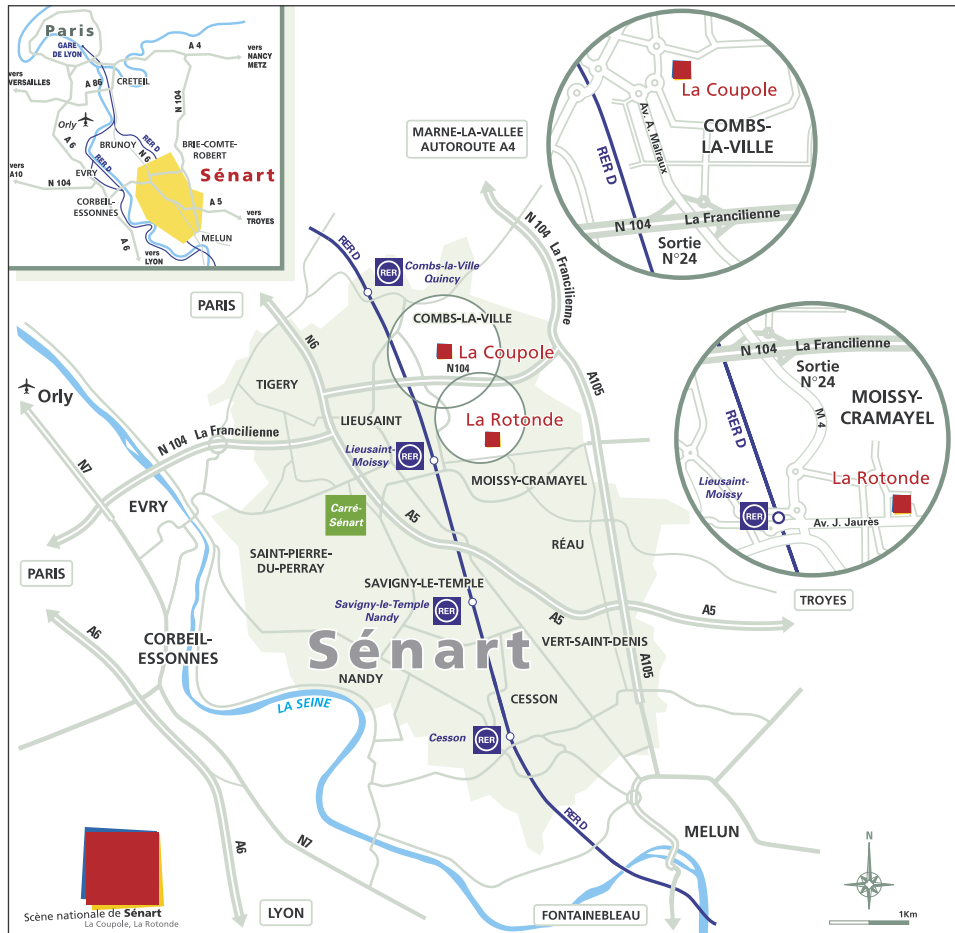 Paris
GARE
DE LYON
A 4
vers
NANCY
METZ
vers
VERSAILLES
A 86
CRETEIL
N 104
Orly
A 6
BRUNOY
RER D
N 6
BRIE-COMTE-
ROBERT
RER D
vers
A10
N 104
EVRY
Sénart
CORBEIL-
ESSONNES
A 5
vers
TROYES
A 6
MELUN
vers
LYON
MARNE-LA-VALLEE
AUTOROUTE A4
La Coupole
Av. A. Malraux
COMBS-
LA-VILLE
RER D
N 104
La Francilienne
Sortie
N°24
N 104
La Francilienne
Sortie
N°24
MOISSY-
CRAMAYEL
RER D
M 4
Lieusaint-
Moissy
RER
La Rotonde
Av. J. Jaurès
RER D
RER
Combs-la-Ville
Quincy
N 104
La Francilienne
PARIS
N6
COMBS-LA-VILLE
La Coupole
N104
TIGERY
A105
Orly
LIEUSAINT
La Rotonde
N 104
La Francilienne
Lieusaint-
Moissy
RER
N7
MOISSY-CRAMAYEL
EVRY
Carré-
Sénart
A5
RÉAU
SAINT-PIERRE-
DU-PERRAY
PARIS
SAVIGNY-LE-TEMPLE
TROYES
Savigny-le-Temple
Nandy
RER
A5
A5
A6
CORBEIL-
ESSONNES
Sénart
VERT-SAINT-DENIS
A105
NANDY
CESSON
LA SEINE
Cesson
RER
RER D
MELUN
N
A6
N7
Scène nationale de Sénart
La Coupole, La Rotonde
LYON
FONTAINEBLEAU
1Km